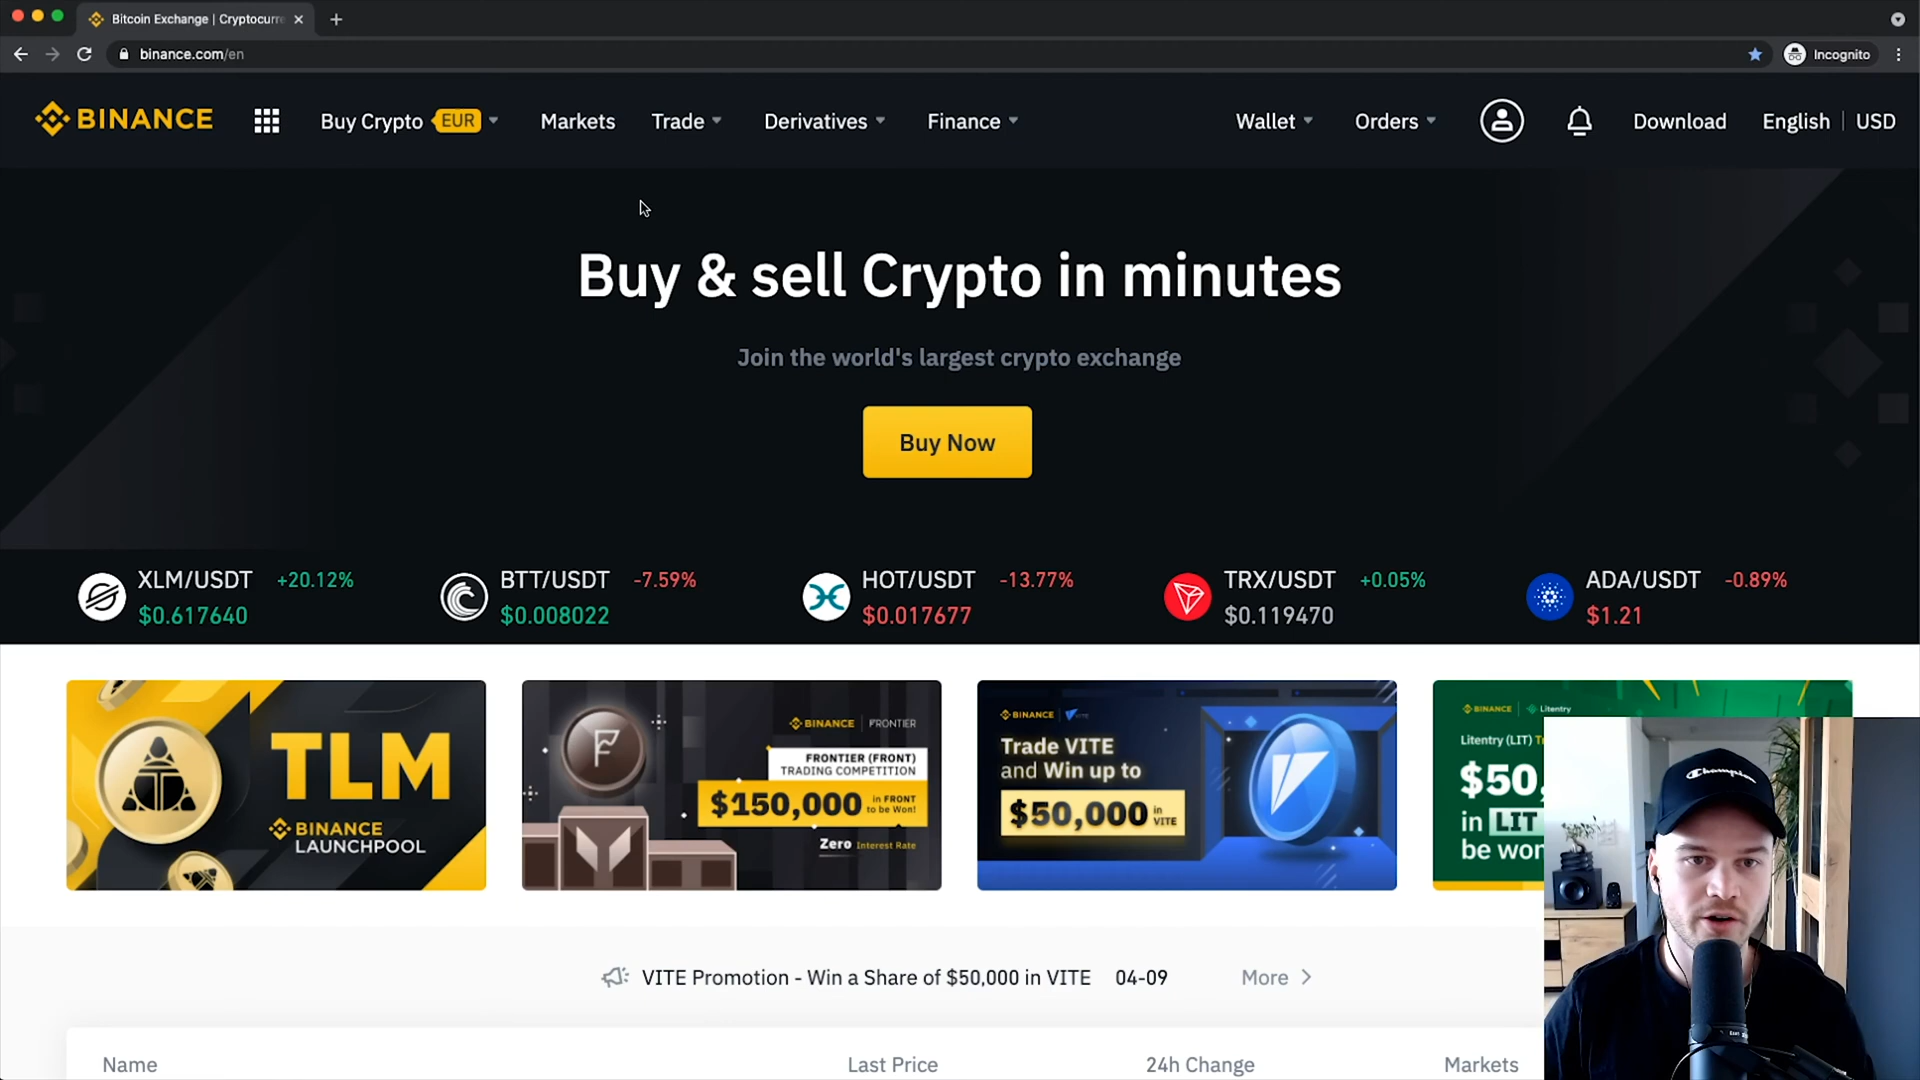 Bitcoin Exchange | Cryptocurre
binance.com/en
Incognito
BINANCE
Buy Crypto EUR
Markets
Trade
Derivatives
Finance
Wallet
Orders
Download
English | USD
Buy & sell Crypto in minutes
Join the world's largest crypto exchange
Buy Now
XLM/USDT +20.12%
$0.617640
BTT/USDT -7.59%
$0.008022
HOT/USDT -13.77%
$0.017677
TRX/USDT +0.05%
$0.119470
ADA/USDT -0.89%
$1.21
TLM
BINANCE
LAUNCHPOOL
BINANCE | FRONTIER
FRONTIER (FRONT)
TRADING COMPETITION
$150,000 in FRONT
to be Won!
Zero Interest Rate
BINANCE | VITE
Trade VITE
and Win up to
$50,000 in
VITE
BINANCE | Litentry
Litentry (LIT)
$50,
in LIT
be won
Champion
VITE Promotion - Win a Share of $50,000 in VITE 04-09
More
Name
Last Price
24h Change
Markets